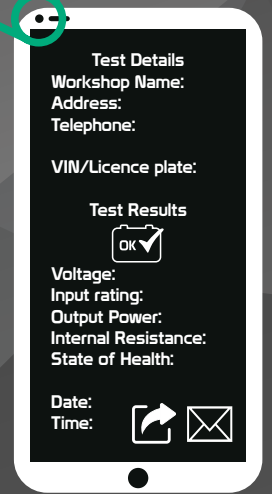 Test Details
Workshop Name:
Address:
Telephone:
VIN/Licence plate:
Test Results
OK
Voltage:
Input rating:
Output Power:
Internal Resistance:
State of Health:
Date:
Time: